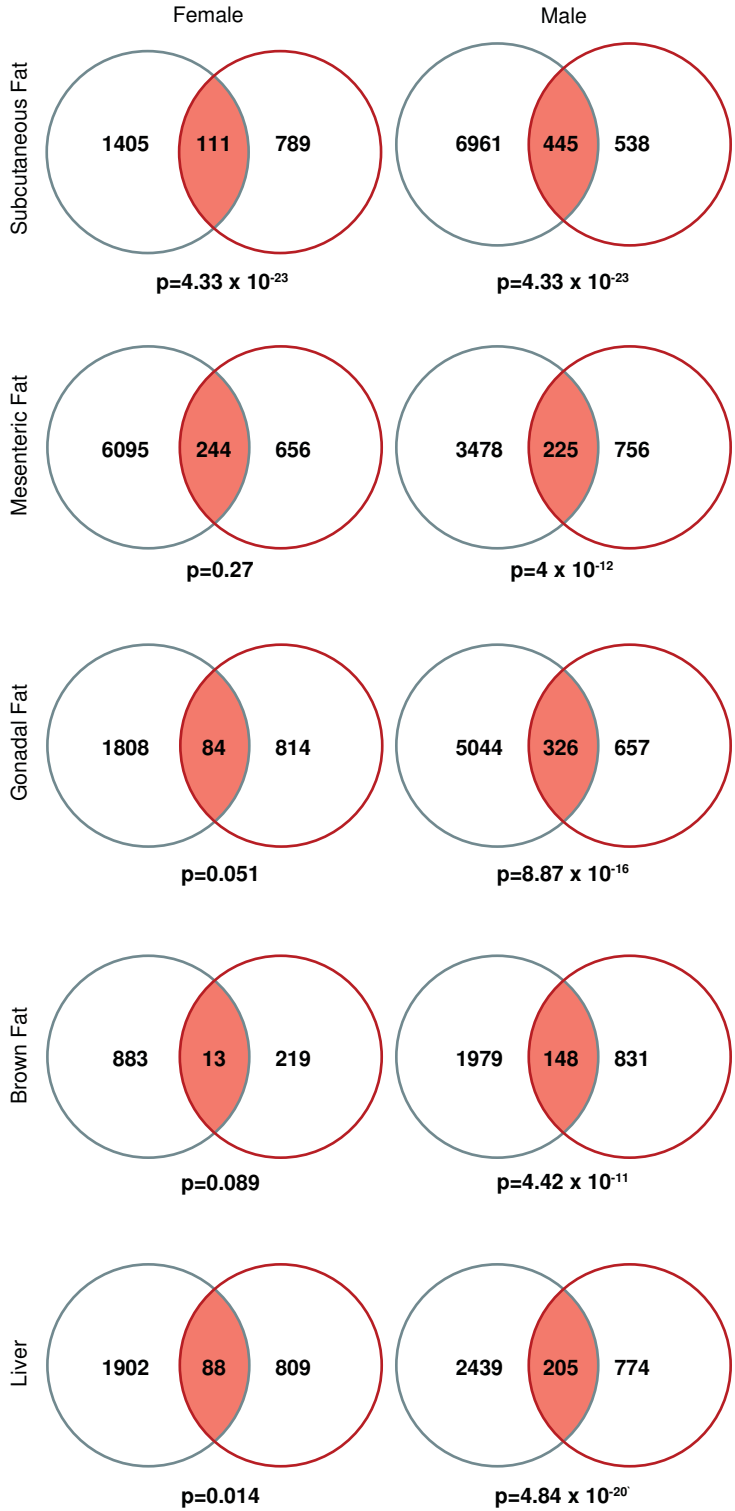 Female Male
Subcutaneous Fat
1405 111 789 6961 445 538
p=4.33 x 10⁻²³ p=4.33 x 10⁻²³
Mesenteric Fat
6095 244 656 3478 225 756
p=0.27 p=4 x 10⁻¹²
Gonadal Fat
1808 84 814 5044 326 657
p=0.051 p=8.87 x 10⁻¹⁶
Brown Fat
883 13 219 1979 148 831
p=0.089 p=4.42 x 10⁻¹¹
Liver
1902 88 809 2439 205 774
p=0.014 p=4.84 x 10⁻²⁰`